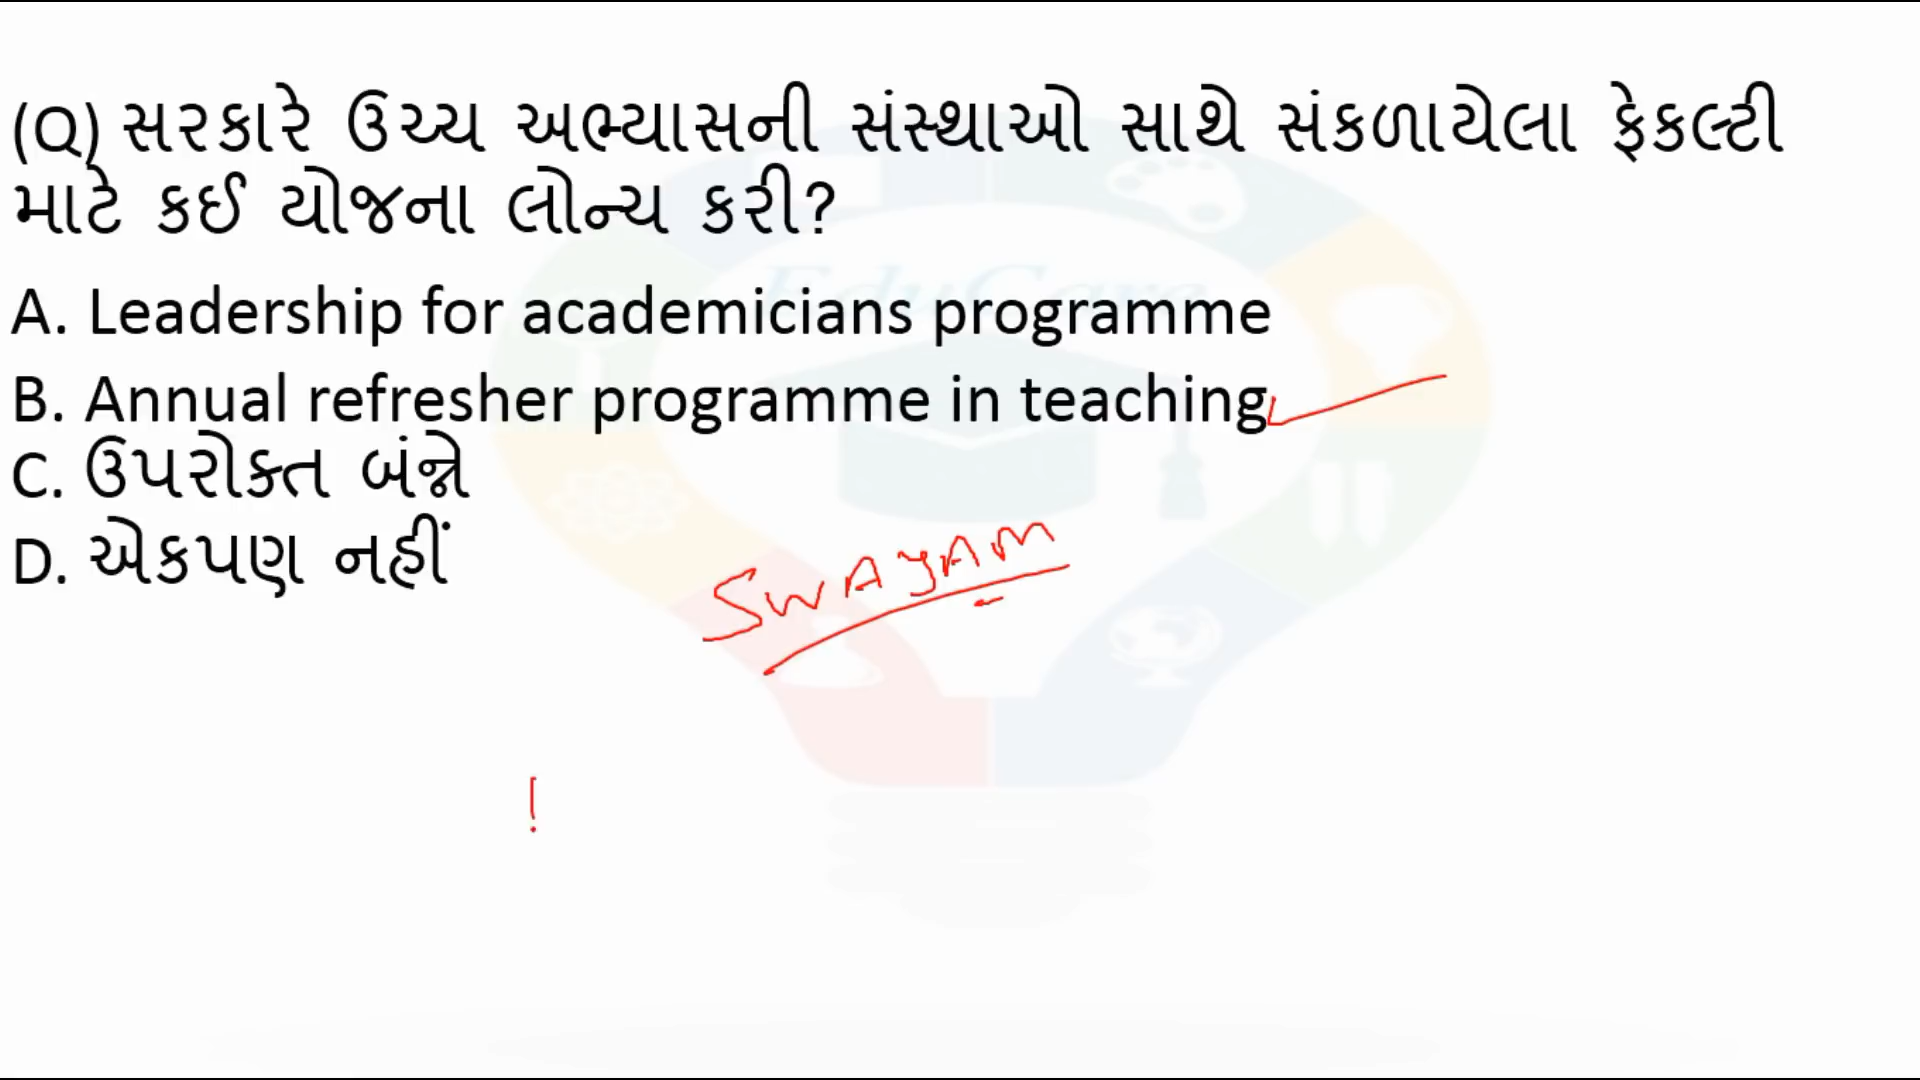 (Q) સરકારે ઉચ્ચ અભ્યાસની સંસ્થાઓ સાથે સંકળાયેલા ફેકલ્ટી
માટે કઈ યોજના લોન્ચ કરી?
EduCare
A. Leadership for academicians programme
B. Annual refresher programme in teaching
C. ઉપરોક્ત બંન્ને
D. એકપણ નહીં
SWAYAM
!